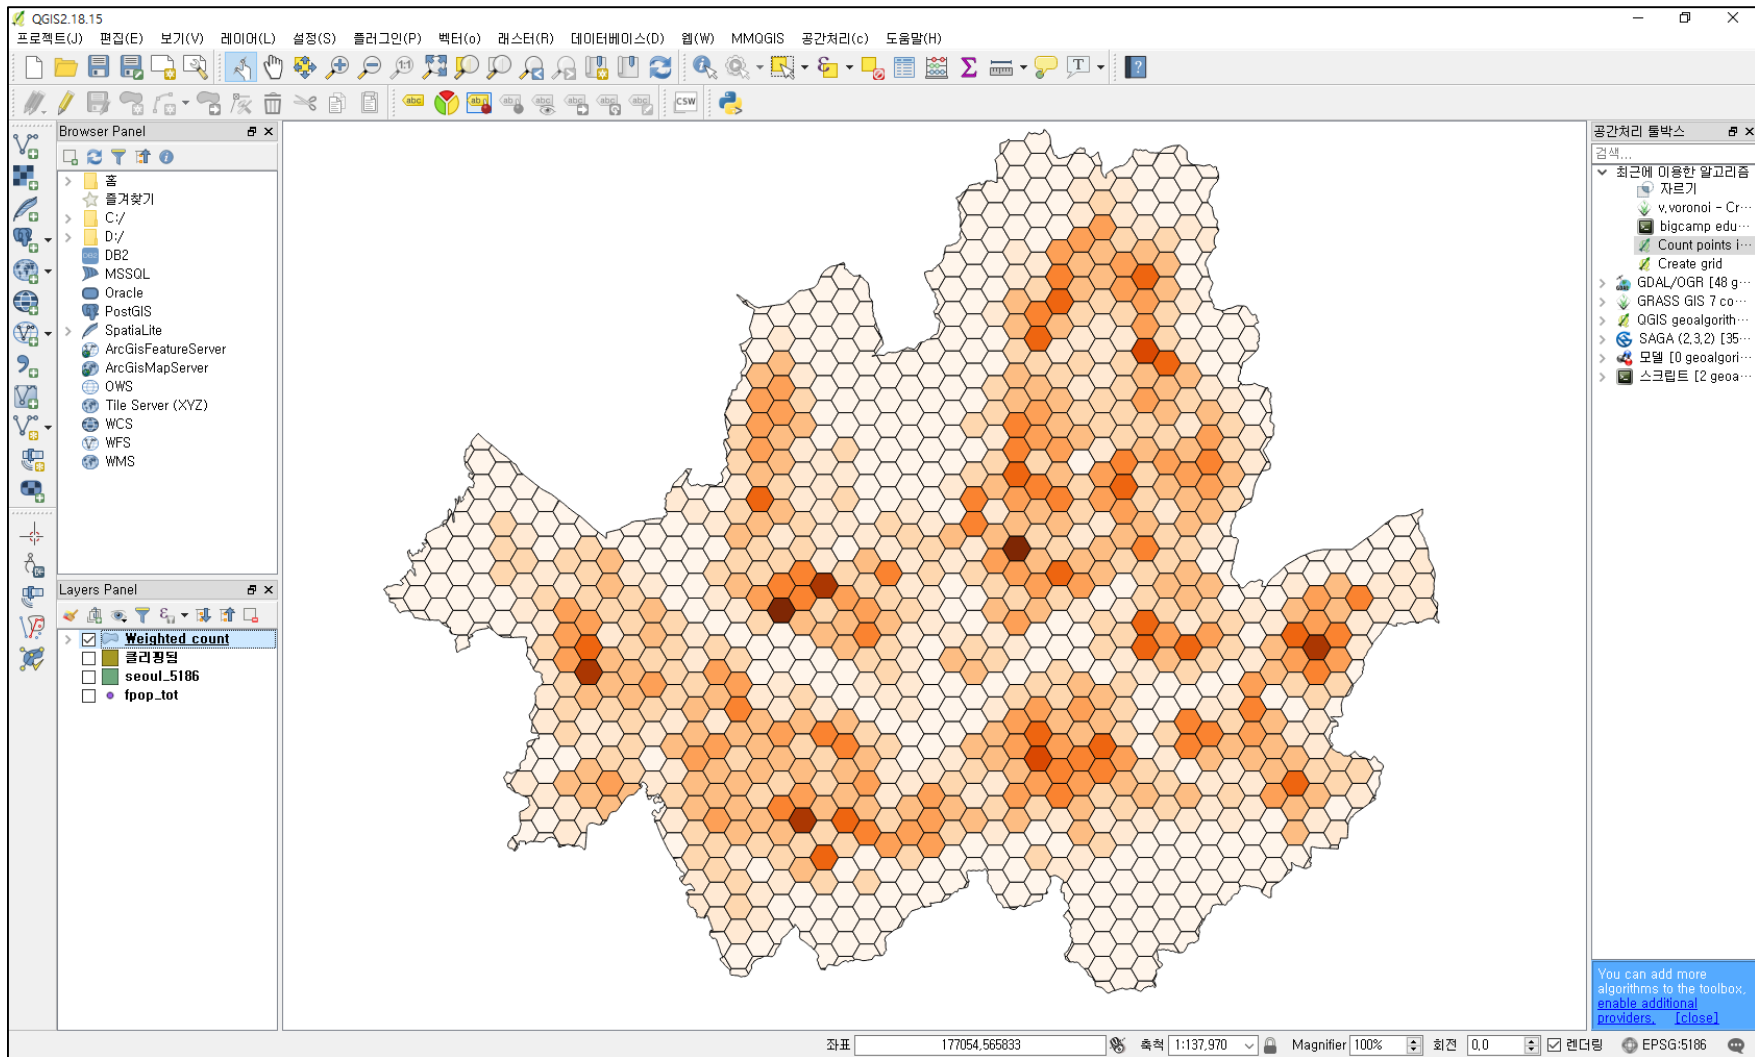 QGIS2.18.15
프로젝트(J) 편집(E) 보기(V) 레이어(L) 설정(S) 플러그인(P) 벡터(o) 래스터(R) 데이터베이스(D) 웹(W) MMQGIS 공간처리(c) 도움말(H)
Browser Panel
홈
즐겨찾기
C:/
D:/
DB2
MSSQL
Oracle
PostGIS
SpatiaLite
ArcGisFeatureServer
ArcGisMapServer
OWS
Tile Server (XYZ)
WCS
WFS
WMS
Layers Panel
Weighted count
클리핑됨
seoul_5186
fpop_tot
공간처리 툴박스
검색...
최근에 이용한 알고리즘
자르기
v.voronoi - Cr...
bigcamp edu...
Count points i...
Create grid
GDAL/OGR [48 g...
GRASS GIS 7 co...
QGIS geoalgorith...
SAGA (2.3.2) [35...
모델 [0 geoalgori...
스크립트 [2 geoa...
You can add more
algorithms to the toolbox,
enable additional
providers. [close]
좌표 177054,565833 축척 1:137,970 Magnifier 100% 회전 0.0 렌더링 EPSG:5186